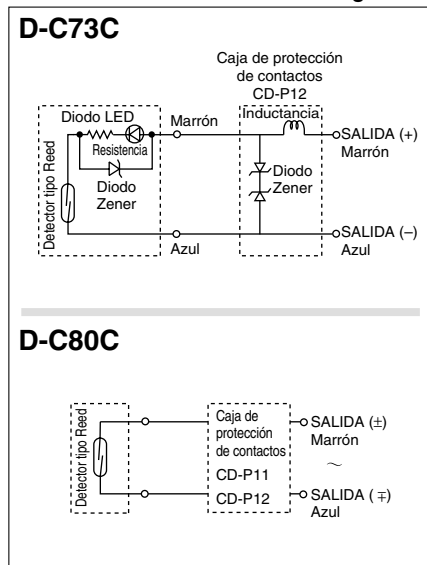 D-C73C
Caja de protección
de contactos
CD-P12
Diodo LED
Marrón
Inductancia
Resistencia
SALIDA (+)
Marrón
Detector tipo Reed
Diodo
Zener
Diodo
Zener
Azul
SALIDA (–)
Azul
D-C80C
Detector tipo Reed
Caja de
protección
de contactos
CD-P11
CD-P12
SALIDA (±)
Marrón
~
SALIDA (∓)
Azul